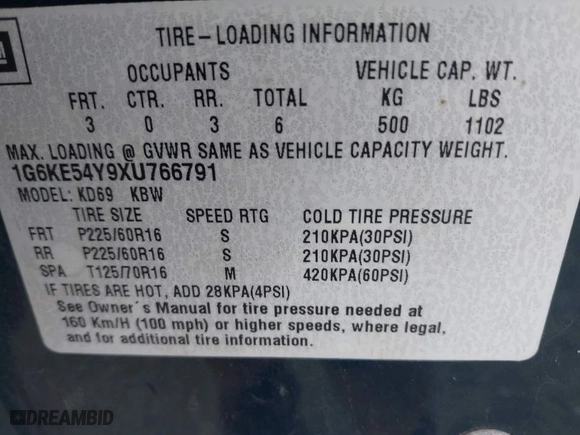 GM
TIRE-LOADING INFORMATION
OCCUPANTS VEHICLE CAP. WT.
FRT. CTR. RR. TOTAL KG LBS
3 0 3 6 500 1102
MAX. LOADING @ GVWR SAME AS VEHICLE CAPACITY WEIGHT.
1G6KE54Y9XU766791
MODEL: KD69 KBW
TIRE SIZE SPEED RTG COLD TIRE PRESSURE
FRT P225/60R16 S 210KPA(30PSI)
RR P225/60R16 S 210KPA(30PSI)
SPA T125/70R16 M 420KPA(60PSI)
IF TIRES ARE HOT, ADD 28KPA(4PSI)
See Owner's Manual for tire pressure needed at
160 Km/H (100 mph) or higher speeds, where legal,
and for additional tire information.
DREAMBID